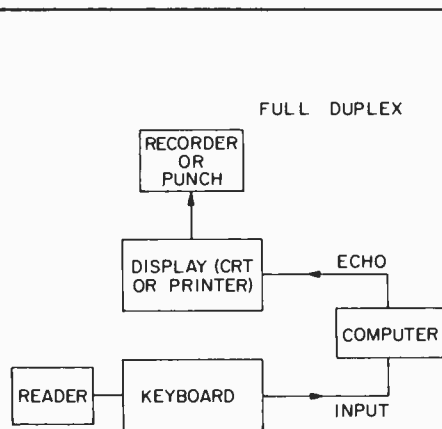 FULL DUPLEX
RECORDER
OR
PUNCH
DISPLAY (CRT
OR PRINTER)
ECHO
COMPUTER
READER
KEYBOARD
INPUT